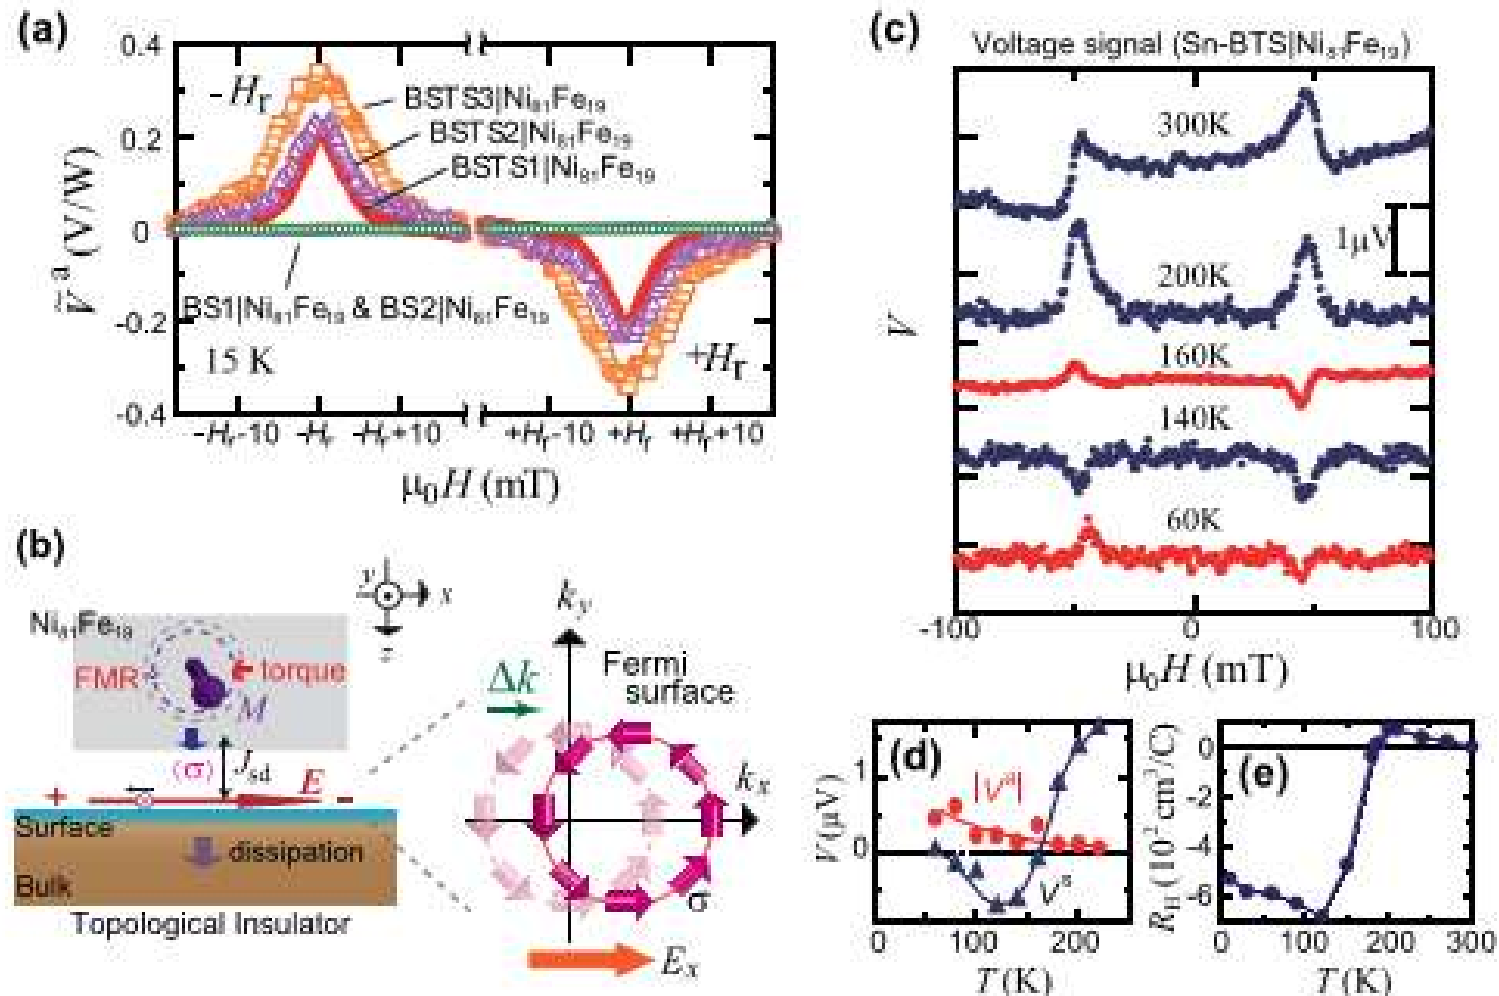 (a)
0.4
0.2
0
-0.2
-0.4
Ṽᵃ (V/W)
-Hᵣ
BSTS3|Ni₈₁Fe₁₉
BSTS2|Ni₈₁Fe₁₉
BSTS1|Ni₈₁Fe₁₉
BS1|Ni₈₁Fe₁₉ & BS2|Ni₈₁Fe₁₉
15 K
+Hᵣ
-Hᵣ-10 -Hᵣ -Hᵣ+10 +Hᵣ-10 +Hᵣ +Hᵣ+10
μ₀H (mT)
(b)
Ni₈₁Fe₁₉
y x
z
FMR
torque
M
⟨σ⟩
J_sd
E
+ -
Surface
dissipation
Bulk
Topological Insulator
k_y
Δk
Fermi
surface
kₓ
σ
Eₓ
(c)
Voltage signal (Sn-BTS|Ni₈₁Fe₁₉)
300K
1μV
200K
160K
140K
60K
V
-100 0 100
μ₀H (mT)
(d)
|Vᵃ|
Vˢ
V(μV)
1
0
0 100 200
T (K)
(e)
R_H (10² cm³/C)
0
-2
-4
-6
0 100 200 300
T (K)